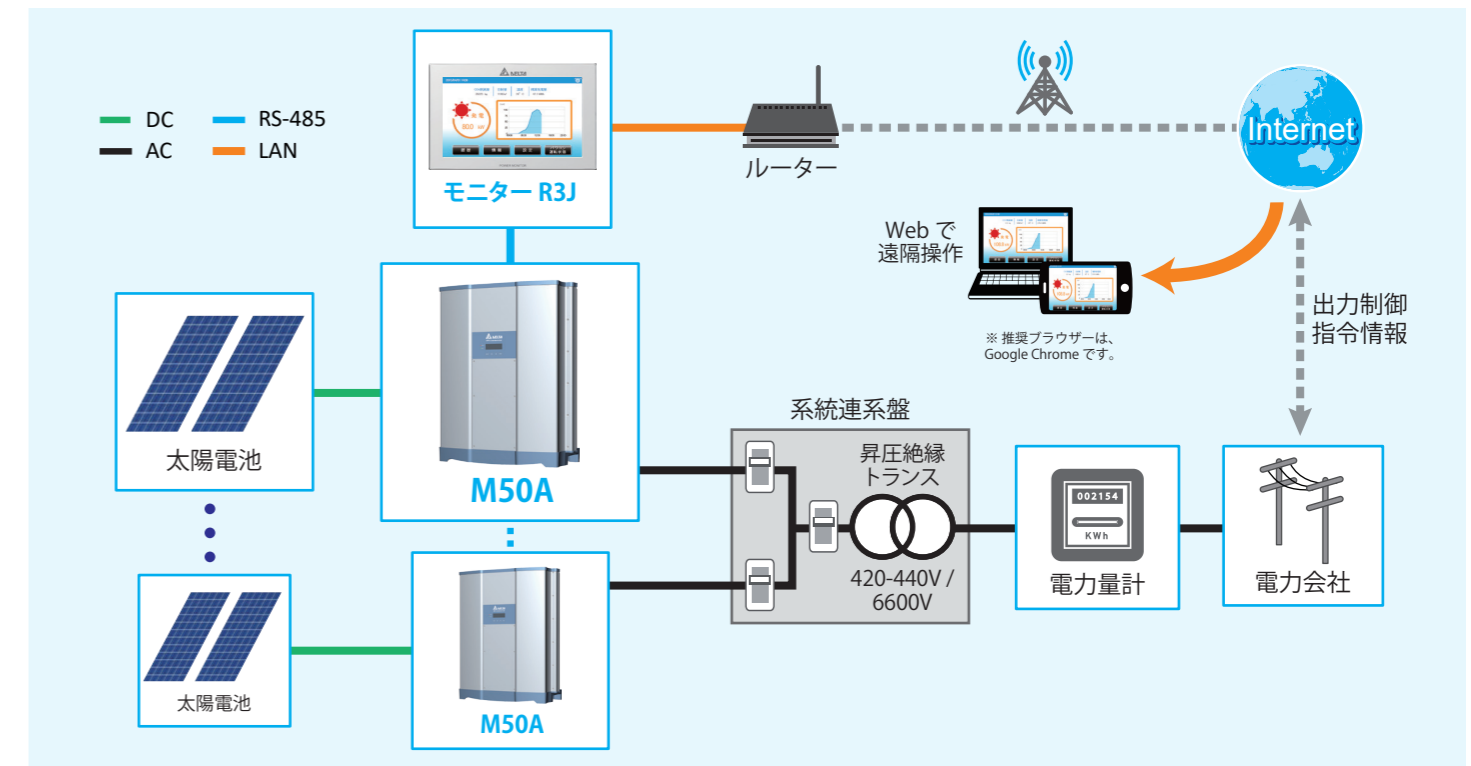 DC
RS-485
AC
LAN
DELTA
モニター R3J
ルーター
Internet
Web で
遠隔操作
※ 推奨ブラウザーは、
Google Chrome です。
出力制御
指令情報
太陽電池
M50A
系統連系盤
昇圧絶縁
トランス
420-440V /
6600V
002154
KWh
電力量計
電力会社
太陽電池
M50A